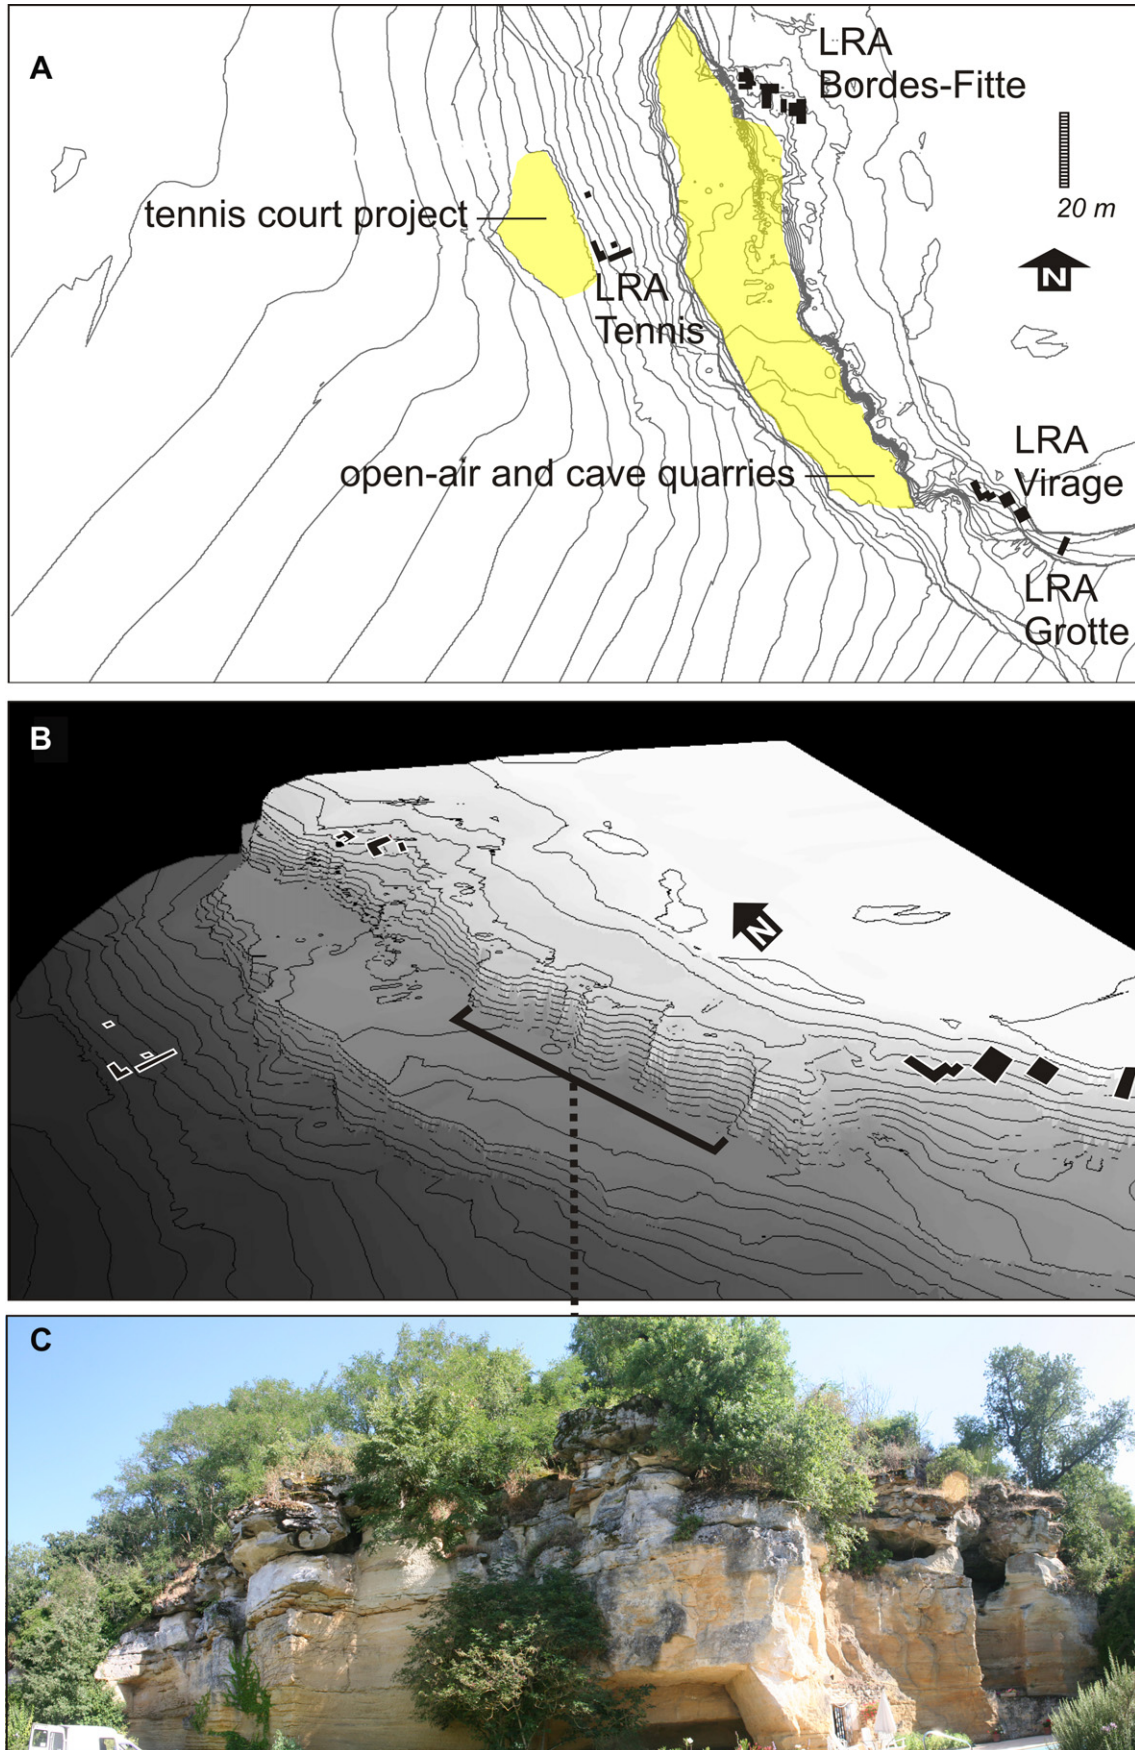 A
LRA
Bordes-Fitte
20 m
N
tennis court project
LRA
Tennis
open-air and cave quarries
LRA
Virage
LRA
Grotte
B
N
C